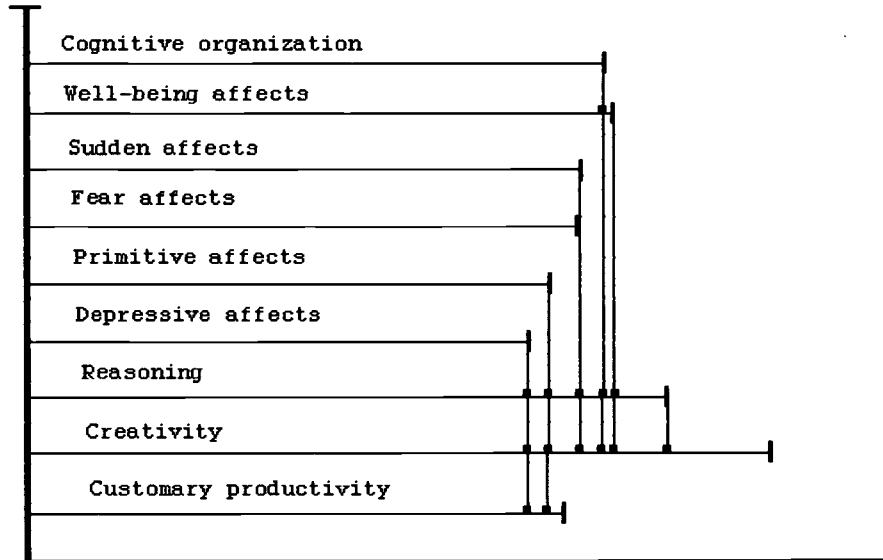 Cognitive organization
Well-being affects
Sudden affects
Fear affects
Primitive affects
Depressive affects
Reasoning
Creativity
Customary productivity